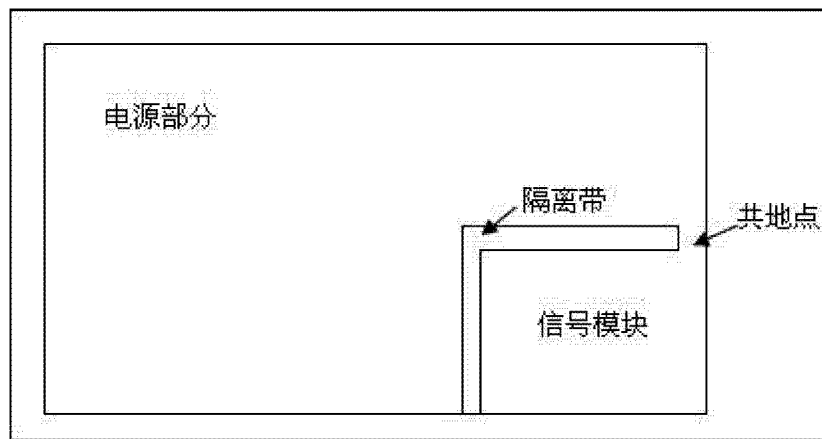 电源部分
隔离带
共地点
信号模块